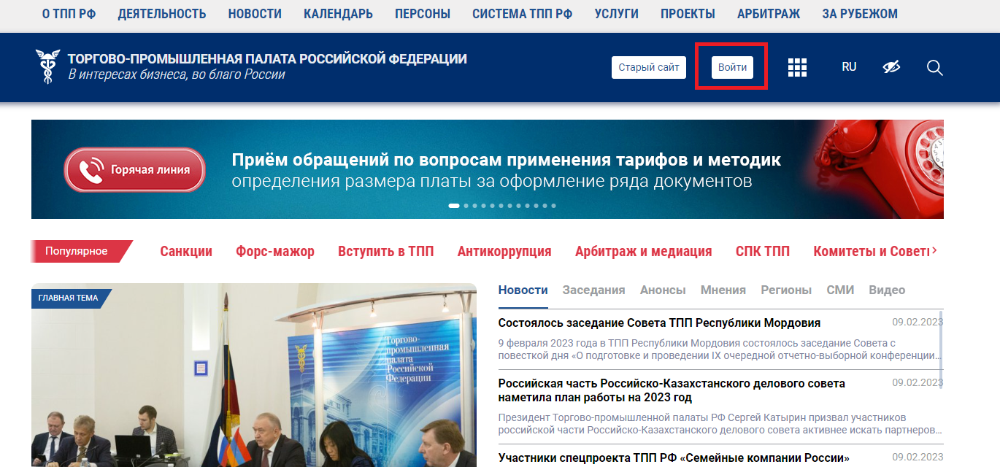 О ТПП РФ ДЕЯТЕЛЬНОСТЬ НОВОСТИ КАЛЕНДАРЬ ПЕРСОНЫ СИСТЕМА ТПП РФ УСЛУГИ ПРОЕКТЫ АРБИТРАЖ ЗА РУБЕЖОМ
ТОРГОВО-ПРОМЫШЛЕННАЯ ПАЛАТА РОССИЙСКОЙ ФЕДЕРАЦИИ
В интересах бизнеса, во благо России
Старый сайт Войти RU
Горячая линия
Приём обращений по вопросам применения тарифов и методик
определения размера платы за оформление ряда документов
Популярное Санкции Форс-мажор Вступить в ТПП Антикоррупция Арбитраж и медиация СПК ТПП Комитеты и Советы
ГЛАВНАЯ ТЕМА
Торгово-
промышленная
палата
Российской
Федерации
Новости Заседания Анонсы Мнения Регионы СМИ Видео
Состоялось заседание Совета ТПП Республики Мордовия 09.02.2023
9 февраля 2023 года в ТПП Республики Мордовия состоялось заседание Совета с
повесткой дня «О подготовке и проведении IX очередной отчетно-выборной конференции...
Российская часть Российско-Казахстанского делового совета 09.02.2023
наметила план работы на 2023 год
Президент Торгово-промышленной палаты РФ Сергей Катырин призвал участников
российской части Российско-Казахстанского делового совета активнее искать партнеров...
Участники спецпроекта ТПП РФ «Семейные компании России» 09.02.2023